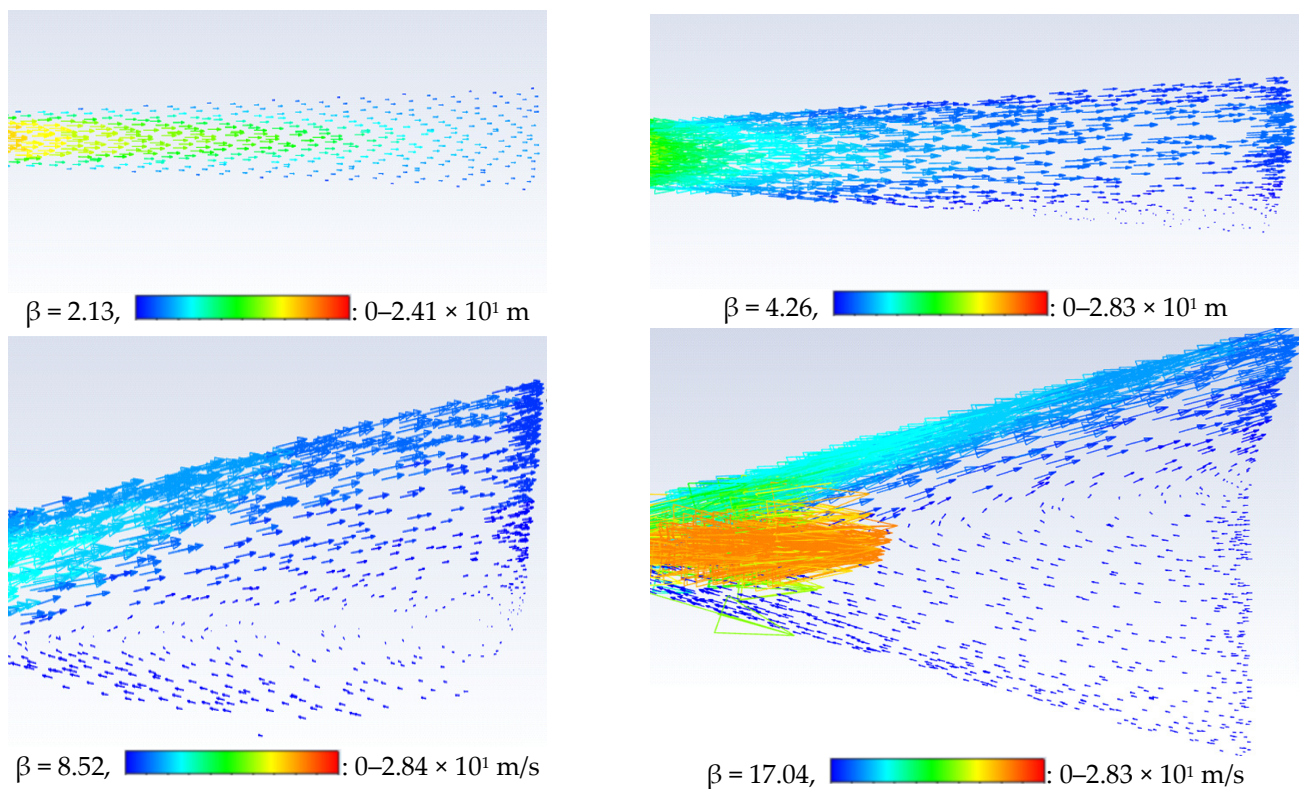 β = 2.13, : 0–2.41 × 10¹ m
β = 4.26, : 0–2.83 × 10¹ m
β = 8.52, : 0–2.84 × 10¹ m/s
β = 17.04, : 0–2.83 × 10¹ m/s